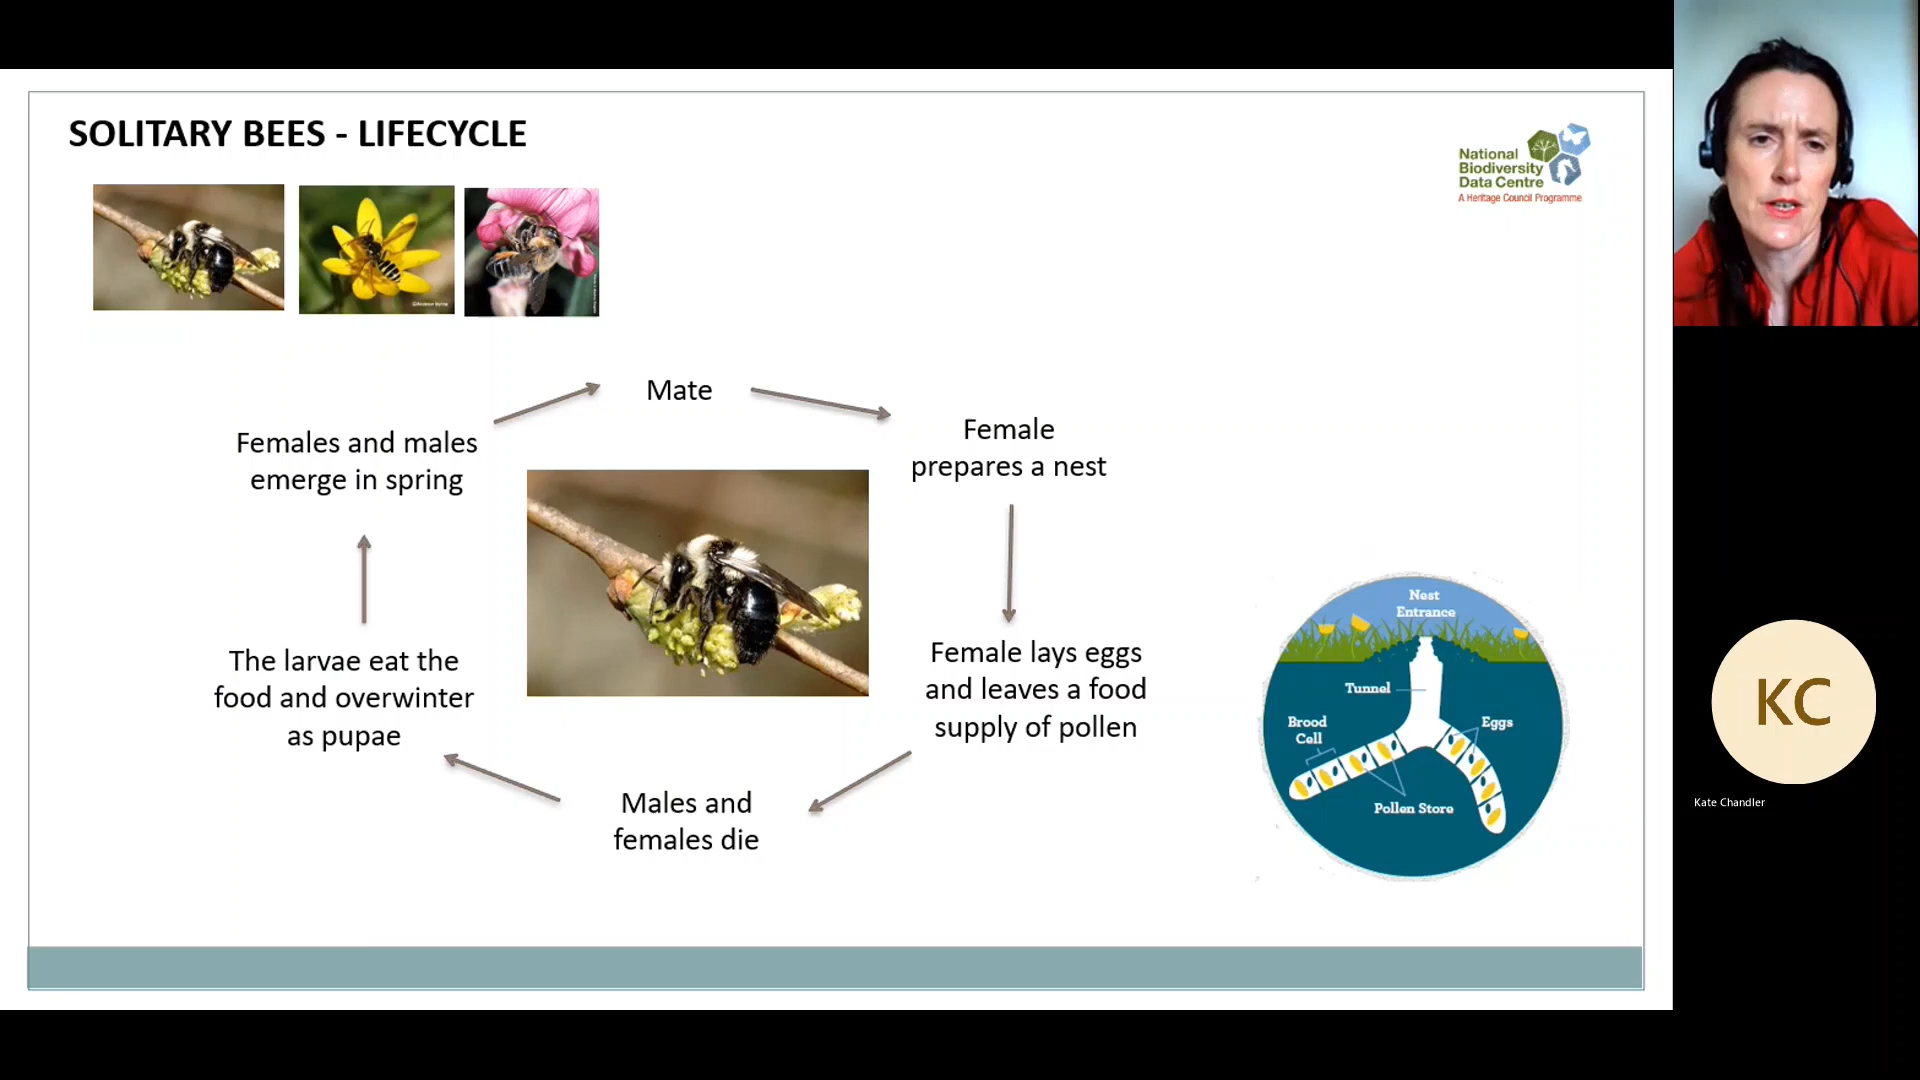 SOLITARY BEES - LIFECYCLE
National
Biodiversity
Data Centre
A Heritage Council Programme
Mate
Females and males
emerge in spring
Female
prepares a nest
The larvae eat the
food and overwinter
as pupae
Female lays eggs
and leaves a food
supply of pollen
Males and
females die
Nest
Entrance
Tunnel
Brood
Cell
Eggs
Pollen Store
KC
Kate Chandler